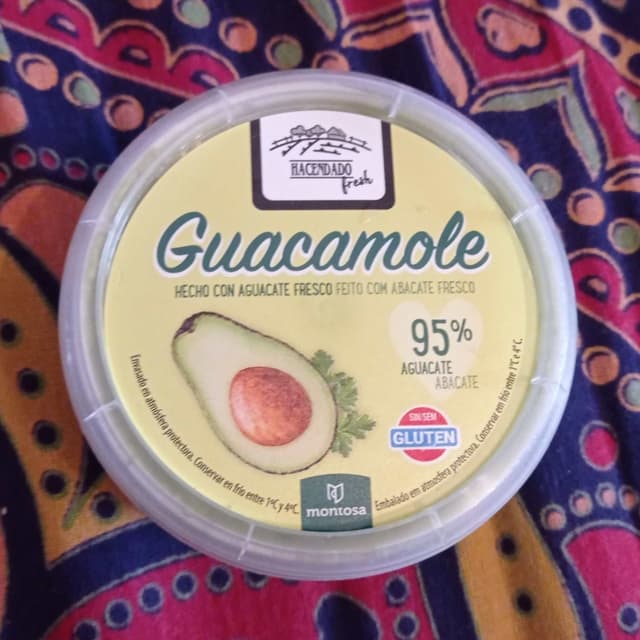 HACENDADO
fresh
Guacamole
HECHO CON AGUACATE FRESCO FEITO COM ABACATE FRESCO
95%
AGUACATE
ABACATE
SIN/SEM
GLUTEN
Envasado en atmósfera protectora. Conservar en frío entre 1ºC y 4ºC.
Embalado em atmosfera protectora. Conservar em frio entre 1ºC e 4ºC.
montosa